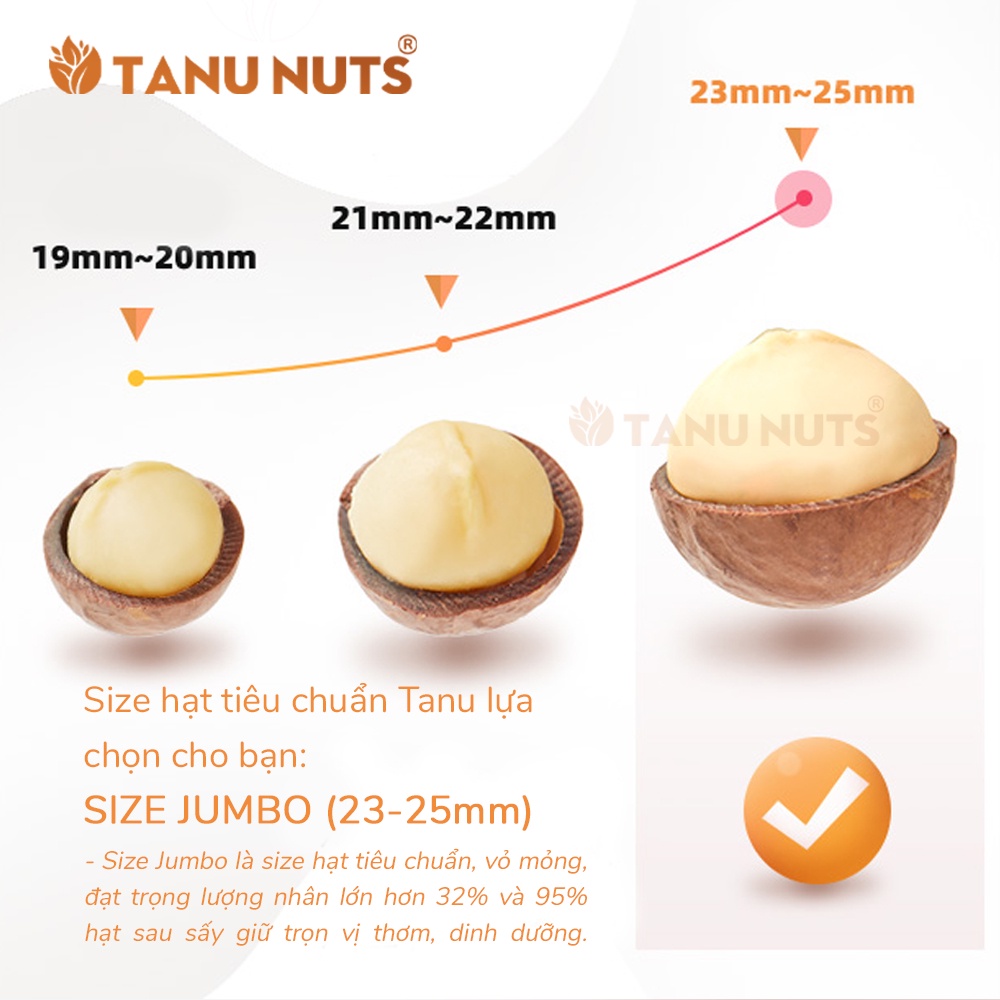 TANU NUTS®
23mm~25mm
21mm~22mm
19mm~20mm
TANU NUTS®
Size hạt tiêu chuẩn Tanu lựa
chọn cho bạn:
SIZE JUMBO (23-25mm)
- Size Jumbo là size hạt tiêu chuẩn, vỏ mỏng,
đạt trọng lượng nhân lớn hơn 32% và 95%
hạt sau sấy giữ trọn vị thơm, dinh dưỡng.